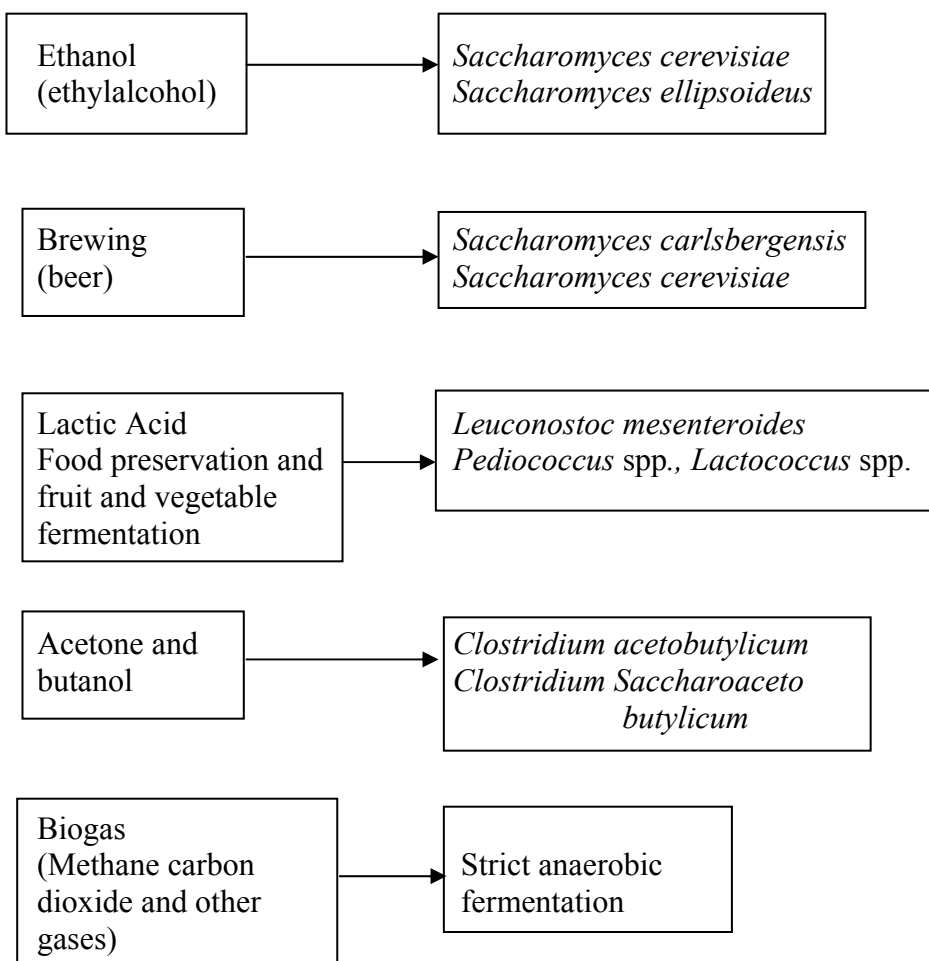 Ethanol
(ethylalcohol)
Saccharomyces cerevisiae
Saccharomyces ellipsoideus
Brewing
(beer)
Saccharomyces carlsbergensis
Saccharomyces cerevisiae
Lactic Acid
Food preservation and
fruit and vegetable
fermentation
Leuconostoc mesenteroides
Pediococcus spp., Lactococcus spp.
Acetone and
butanol
Clostridium acetobutylicum
Clostridium Saccharoaceto
butylicum
Biogas
(Methane carbon
dioxide and other
gases)
Strict anaerobic
fermentation